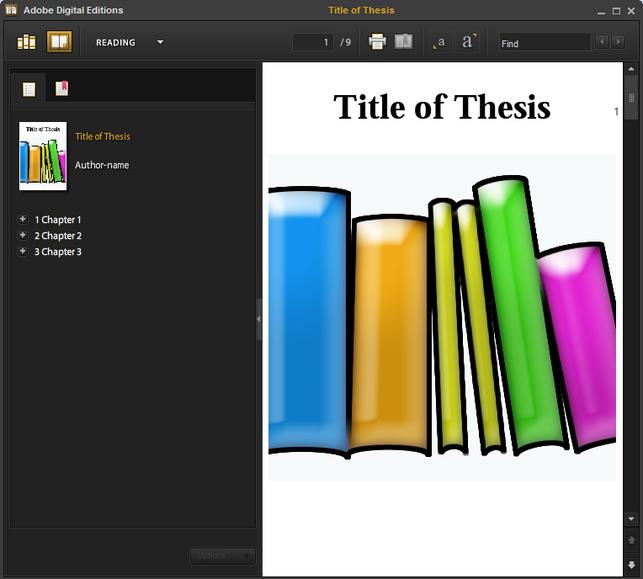 Adobe Digital Editions
Title of Thesis
READING
1 / 9
a
a
Find
Title of Thesis
Title of Thesis
Author-name
1 Chapter 1
2 Chapter 2
3 Chapter 3
Options
Title of Thesis
1